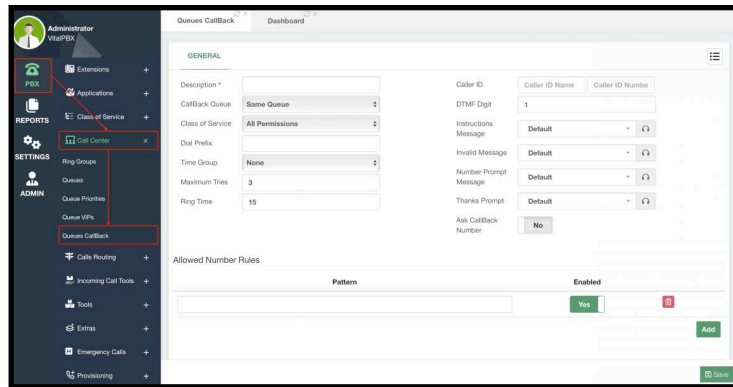 Administrator
VitalPBX
PBX
REPORTS
SETTINGS
ADMIN
Extensions +
Applications +
Class of Service +
Call Center ×
Ring Groups
Queues
Queue Priorities
Queue VIPs
Queues CallBack
Calls Routing +
Incoming Call Tools +
Tools +
Extras +
Emergency Calls +
Provisioning +
Queues CallBack
Dashboard
GENERAL
Description *
CallBack Queue Same Queue
Class of Service All Permissions
Dial Prefix
Time Group None
Maximum Tries 3
Ring Time 15
Caller ID Caller ID Name Caller ID Numbe
DTMF Digit 1
Instructions
Message Default
Invalid Message Default
Number Prompt
Message Default
Thanks Prompt Default
Ask CallBack
Number No
Allowed Number Rules
Pattern Enabled
Yes
Add
Save